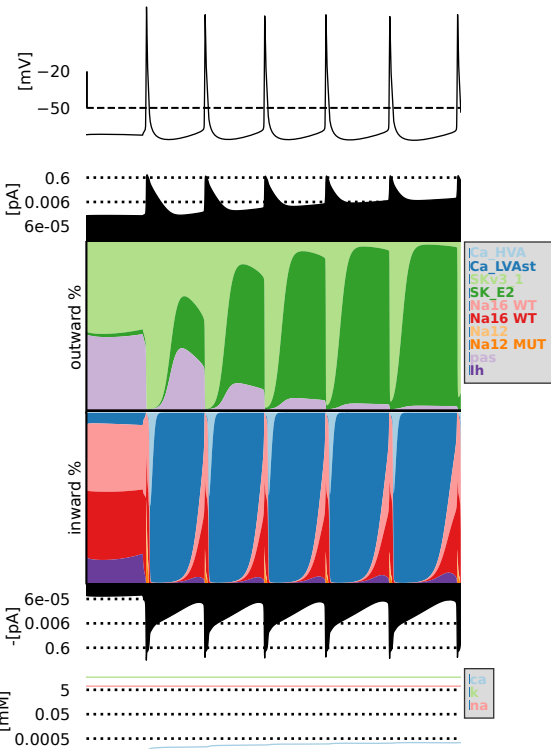 [mV]
−20
−50
[pA]
0.6
0.006
6e-05
outward %
Ca_HVA
Ca_LVAst
SKv3_1
SK_E2
Na16 WT
Na16 WT
Na12
Na12 MUT
pas
Ih
inward %
-[pA]
6e-05
0.006
0.6
[mM]
5
0.05
0.0005
ca
k
na